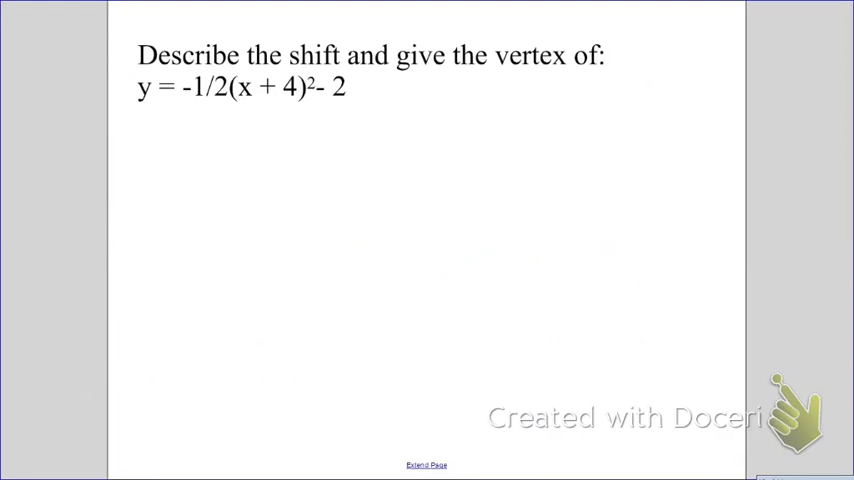 Describe the shift and give the vertex of:
y = -1/2(x + 4)²- 2
Created with Doceri
Extend Page